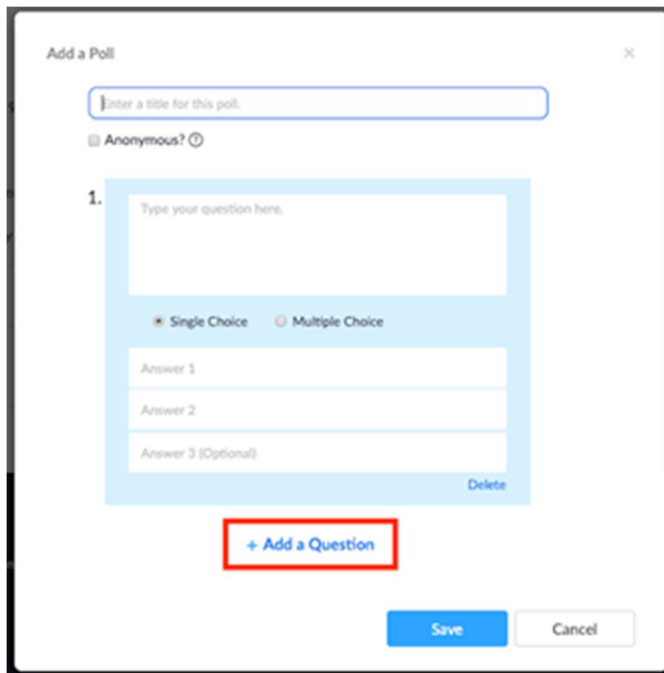 Add a Poll ×
Enter a title for this poll.
Anonymous? ?
1.
Type your question here.
Single Choice Multiple Choice
Answer 1
Answer 2
Answer 3 (Optional)
Delete
+ Add a Question
Save Cancel